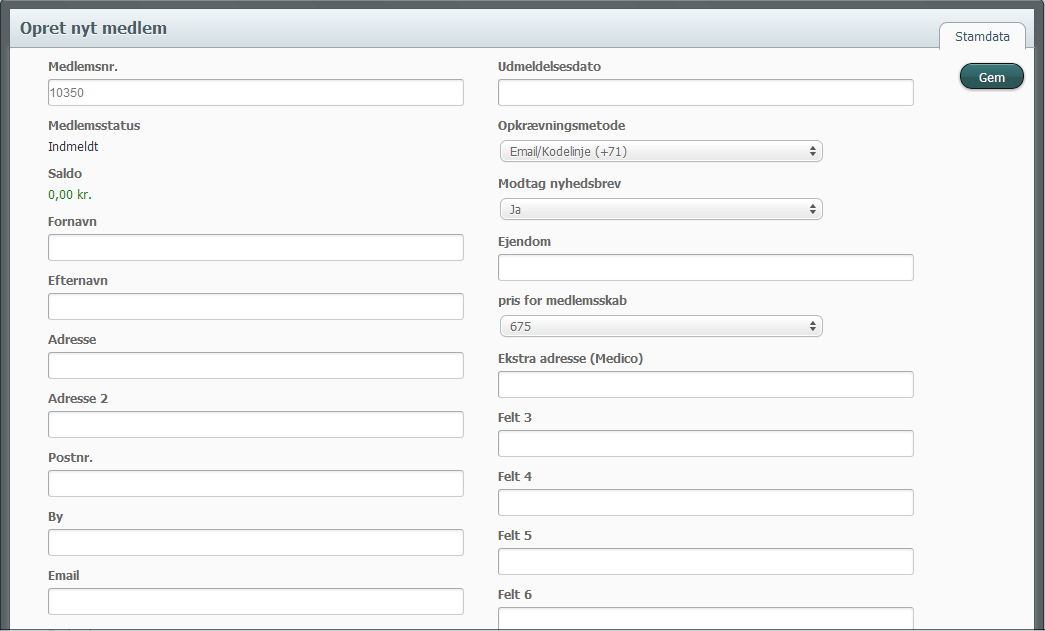 Opret nyt medlem
Stamdata
Gem
Medlemsnr.
10350
Medlemsstatus
Indmeldt
Saldo
0,00 kr.
Fornavn
Efternavn
Adresse
Adresse 2
Postnr.
By
Email
Udmeldelsesdato
Opkrævningsmetode
Email/Kodelinje (+71)
Modtag nyhedsbrev
Ja
Ejendom
pris for medlemsskab
675
Ekstra adresse (Medico)
Felt 3
Felt 4
Felt 5
Felt 6